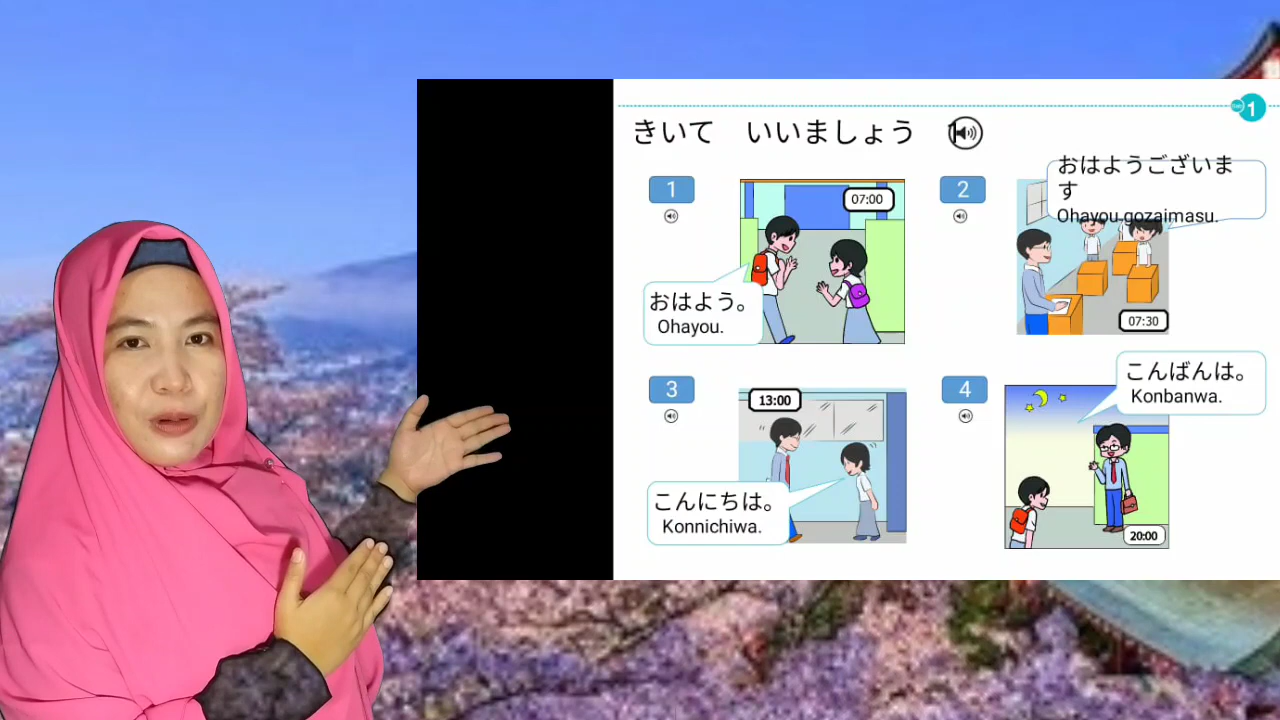 1
きいて　いいましょう
1
07:00
おはよう。
Ohayou.
2
おはようございま
す
Ohayou gozaimasu.
07:30
3
13:00
こんにちは。
Konnichiwa.
4
こんばんは。
Konbanwa.
20:00